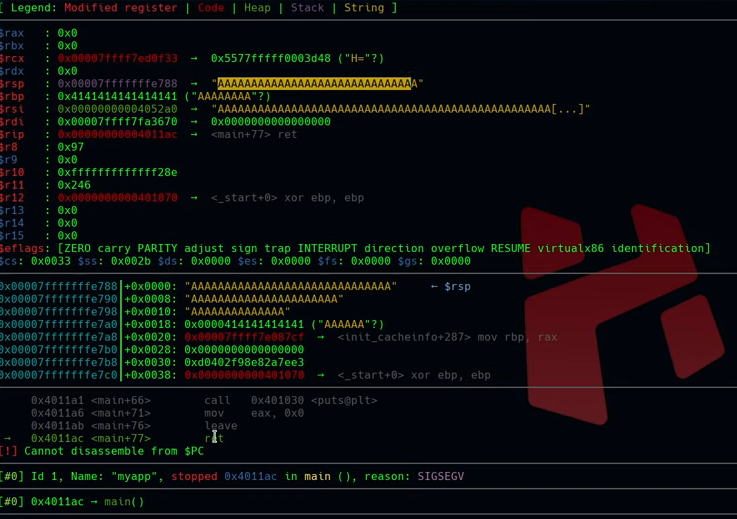 [ Legend: Modified register | Code | Heap | Stack | String ]
$rax : 0x0
$rbx : 0x0
$rcx : 0x00007ffff7ed0f33 → 0x5577fffff0003d48 ("H="?)
$rdx : 0x0
$rsp : 0x00007fffffffe788 → "AAAAAAAAAAAAAAAAAAAAAAAAAAAAAA"
$rbp : 0x4141414141414141 ("AAAAAAAA"?)
$rsi : 0x00000000004052a0 → "AAAAAAAAAAAAAAAAAAAAAAAAAAAAAAAAAAAAAAAAAAAAAAAAAAA[...]"
$rdi : 0x00007ffff7fa3670 → 0x0000000000000000
$rip : 0x00000000004011ac → <main+77> ret
$r8 : 0x97
$r9 : 0x0
$r10 : 0xfffffffffffff28e
$r11 : 0x246
$r12 : 0x0000000000401070 → <_start+0> xor ebp, ebp
$r13 : 0x0
$r14 : 0x0
$r15 : 0x0
$eflags: [ZERO carry PARITY adjust sign trap INTERRUPT direction overflow RESUME virtualx86 identification]
$cs: 0x0033 $ss: 0x002b $ds: 0x0000 $es: 0x0000 $fs: 0x0000 $gs: 0x0000
0x00007fffffffe788│+0x0000: "AAAAAAAAAAAAAAAAAAAAAAAAAAAAAA" ← $rsp
0x00007fffffffe790│+0x0008: "AAAAAAAAAAAAAAAAAAAAAA"
0x00007fffffffe798│+0x0010: "AAAAAAAAAAAAAA"
0x00007fffffffe7a0│+0x0018: 0x0000414141414141 ("AAAAAA"?)
0x00007fffffffe7a8│+0x0020: 0x00007ffff7e087cf → <init_cacheinfo+287> mov rbp, rax
0x00007fffffffe7b0│+0x0028: 0x0000000000000000
0x00007fffffffe7b8│+0x0030: 0xd0402f98e82a7ee3
0x00007fffffffe7c0│+0x0038: 0x0000000000401070 → <_start+0> xor ebp, ebp
0x4011a1 <main+66> call 0x401030 <puts@plt>
0x4011a6 <main+71> mov eax, 0x0
0x4011ab <main+76> leave
→ 0x4011ac <main+77> ret
[!] Cannot disassemble from $PC
[#0] Id 1, Name: "myapp", stopped 0x4011ac in main (), reason: SIGSEGV
[#0] 0x4011ac → main()